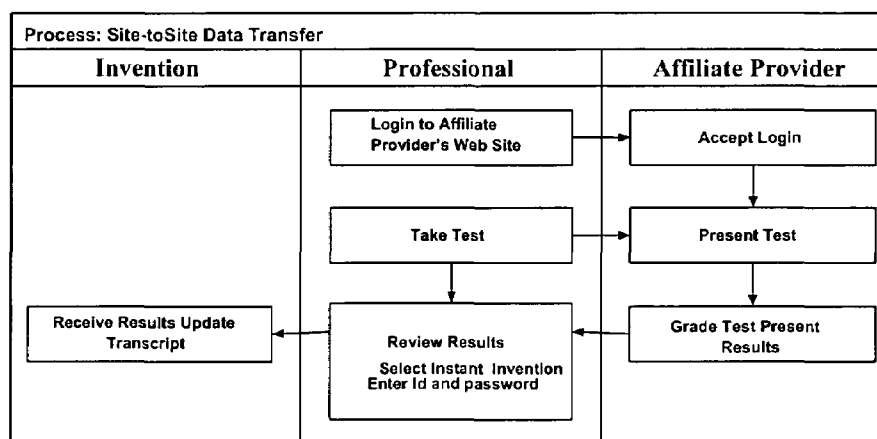 Process: Site-toSite Data Transfer
Invention
Professional
Affiliate Provider
Login to Affiliate
Provider's Web Site
Accept Login
Take Test
Present Test
Receive Results Update
Transcript
Review Results
Select Instant Invention
Enter Id and password
Grade Test Present
Results